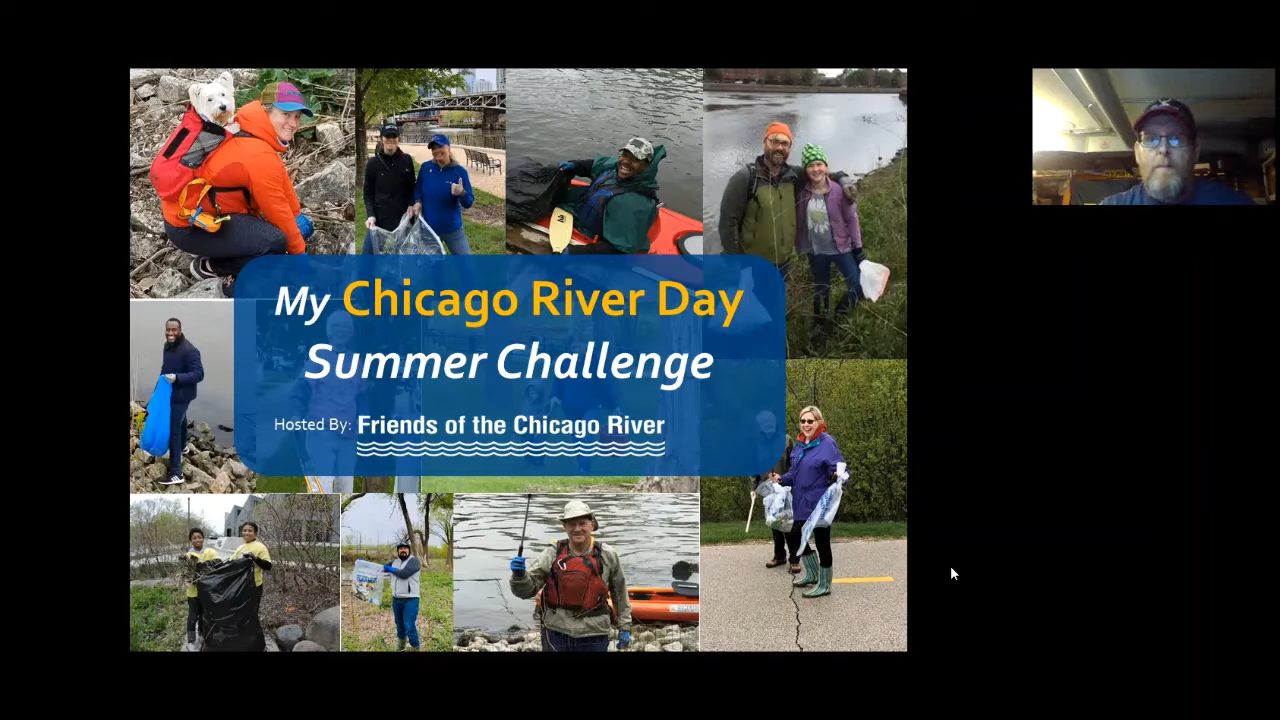 My Chicago River Day
Summer Challenge
Hosted By: Friends of the Chicago River